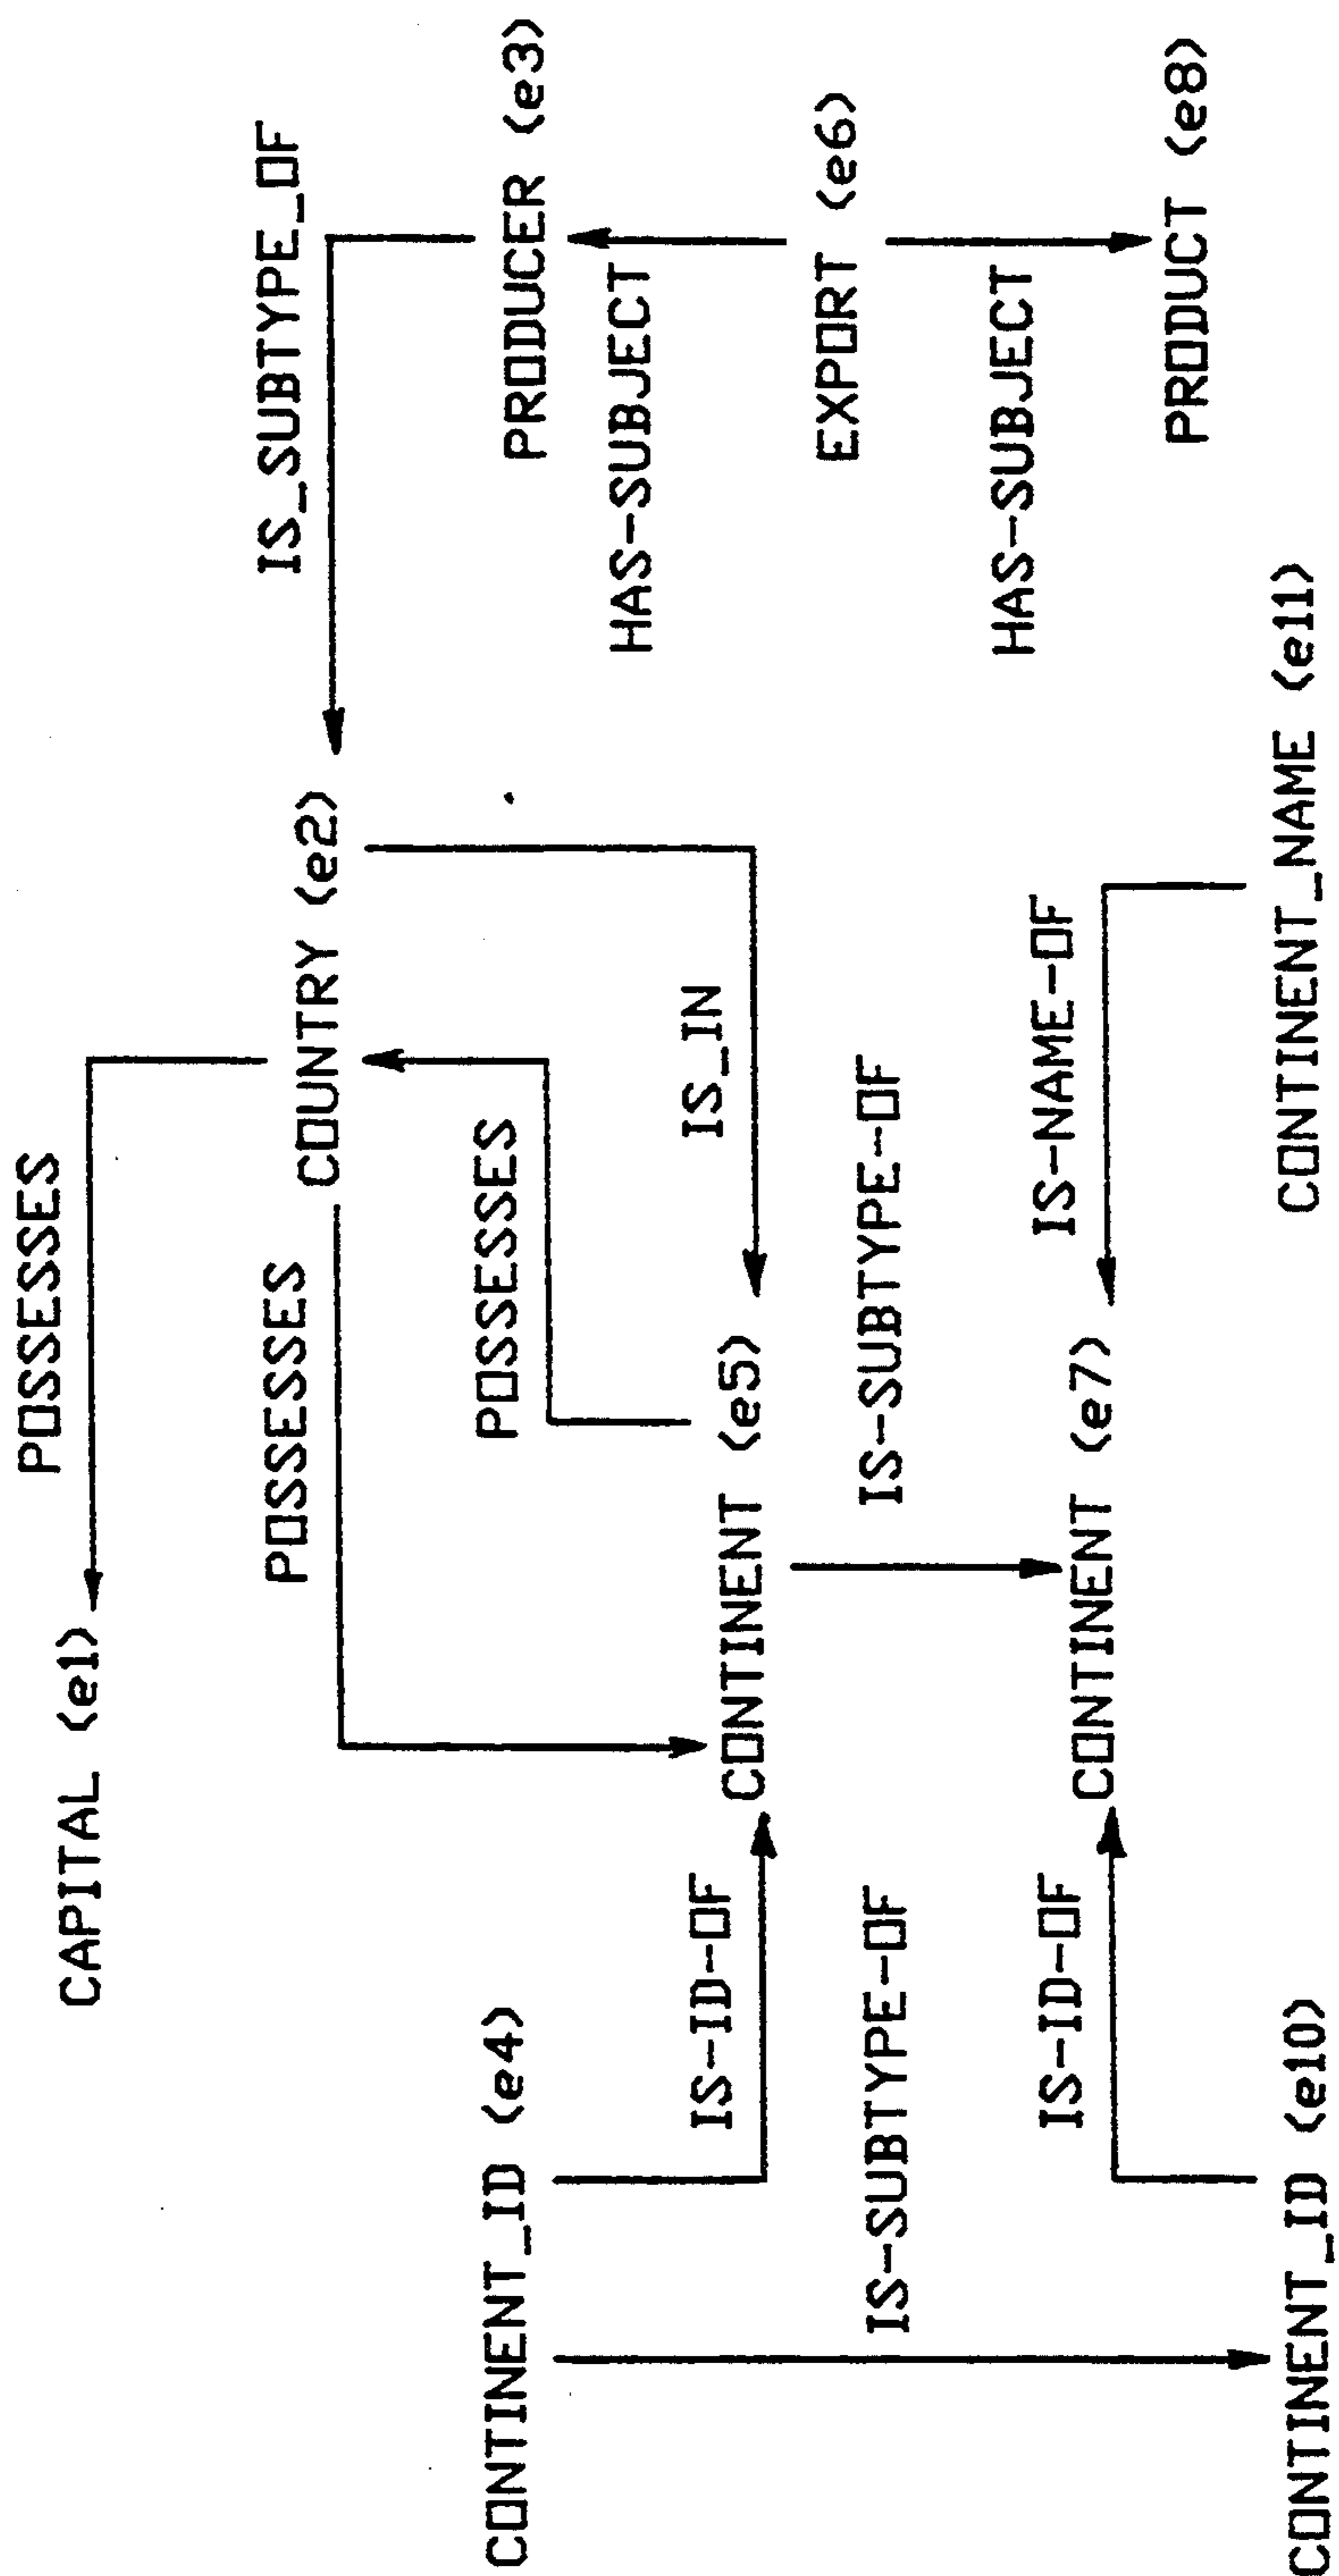 POSSESSES
CAPITAL (e1)
POSSESSES
IS_SUBTYPE_OF
COUNTRY (e2)
CONTINENT_ID (e4)
POSSESSES
PRODUCER (e3)
HAS-SUBJECT
IS-ID-OF
IS_IN
CONTINENT (e5)
EXPORT (e6)
IS-SUBTYPE-OF
IS-SUBTYPE-OF
HAS-SUBJECT
IS-ID-OF
IS-NAME-OF
CONTINENT (e7)
PRODUCT (e8)
CONTINENT_ID (e10)
CONTINENT_NAME (e11)